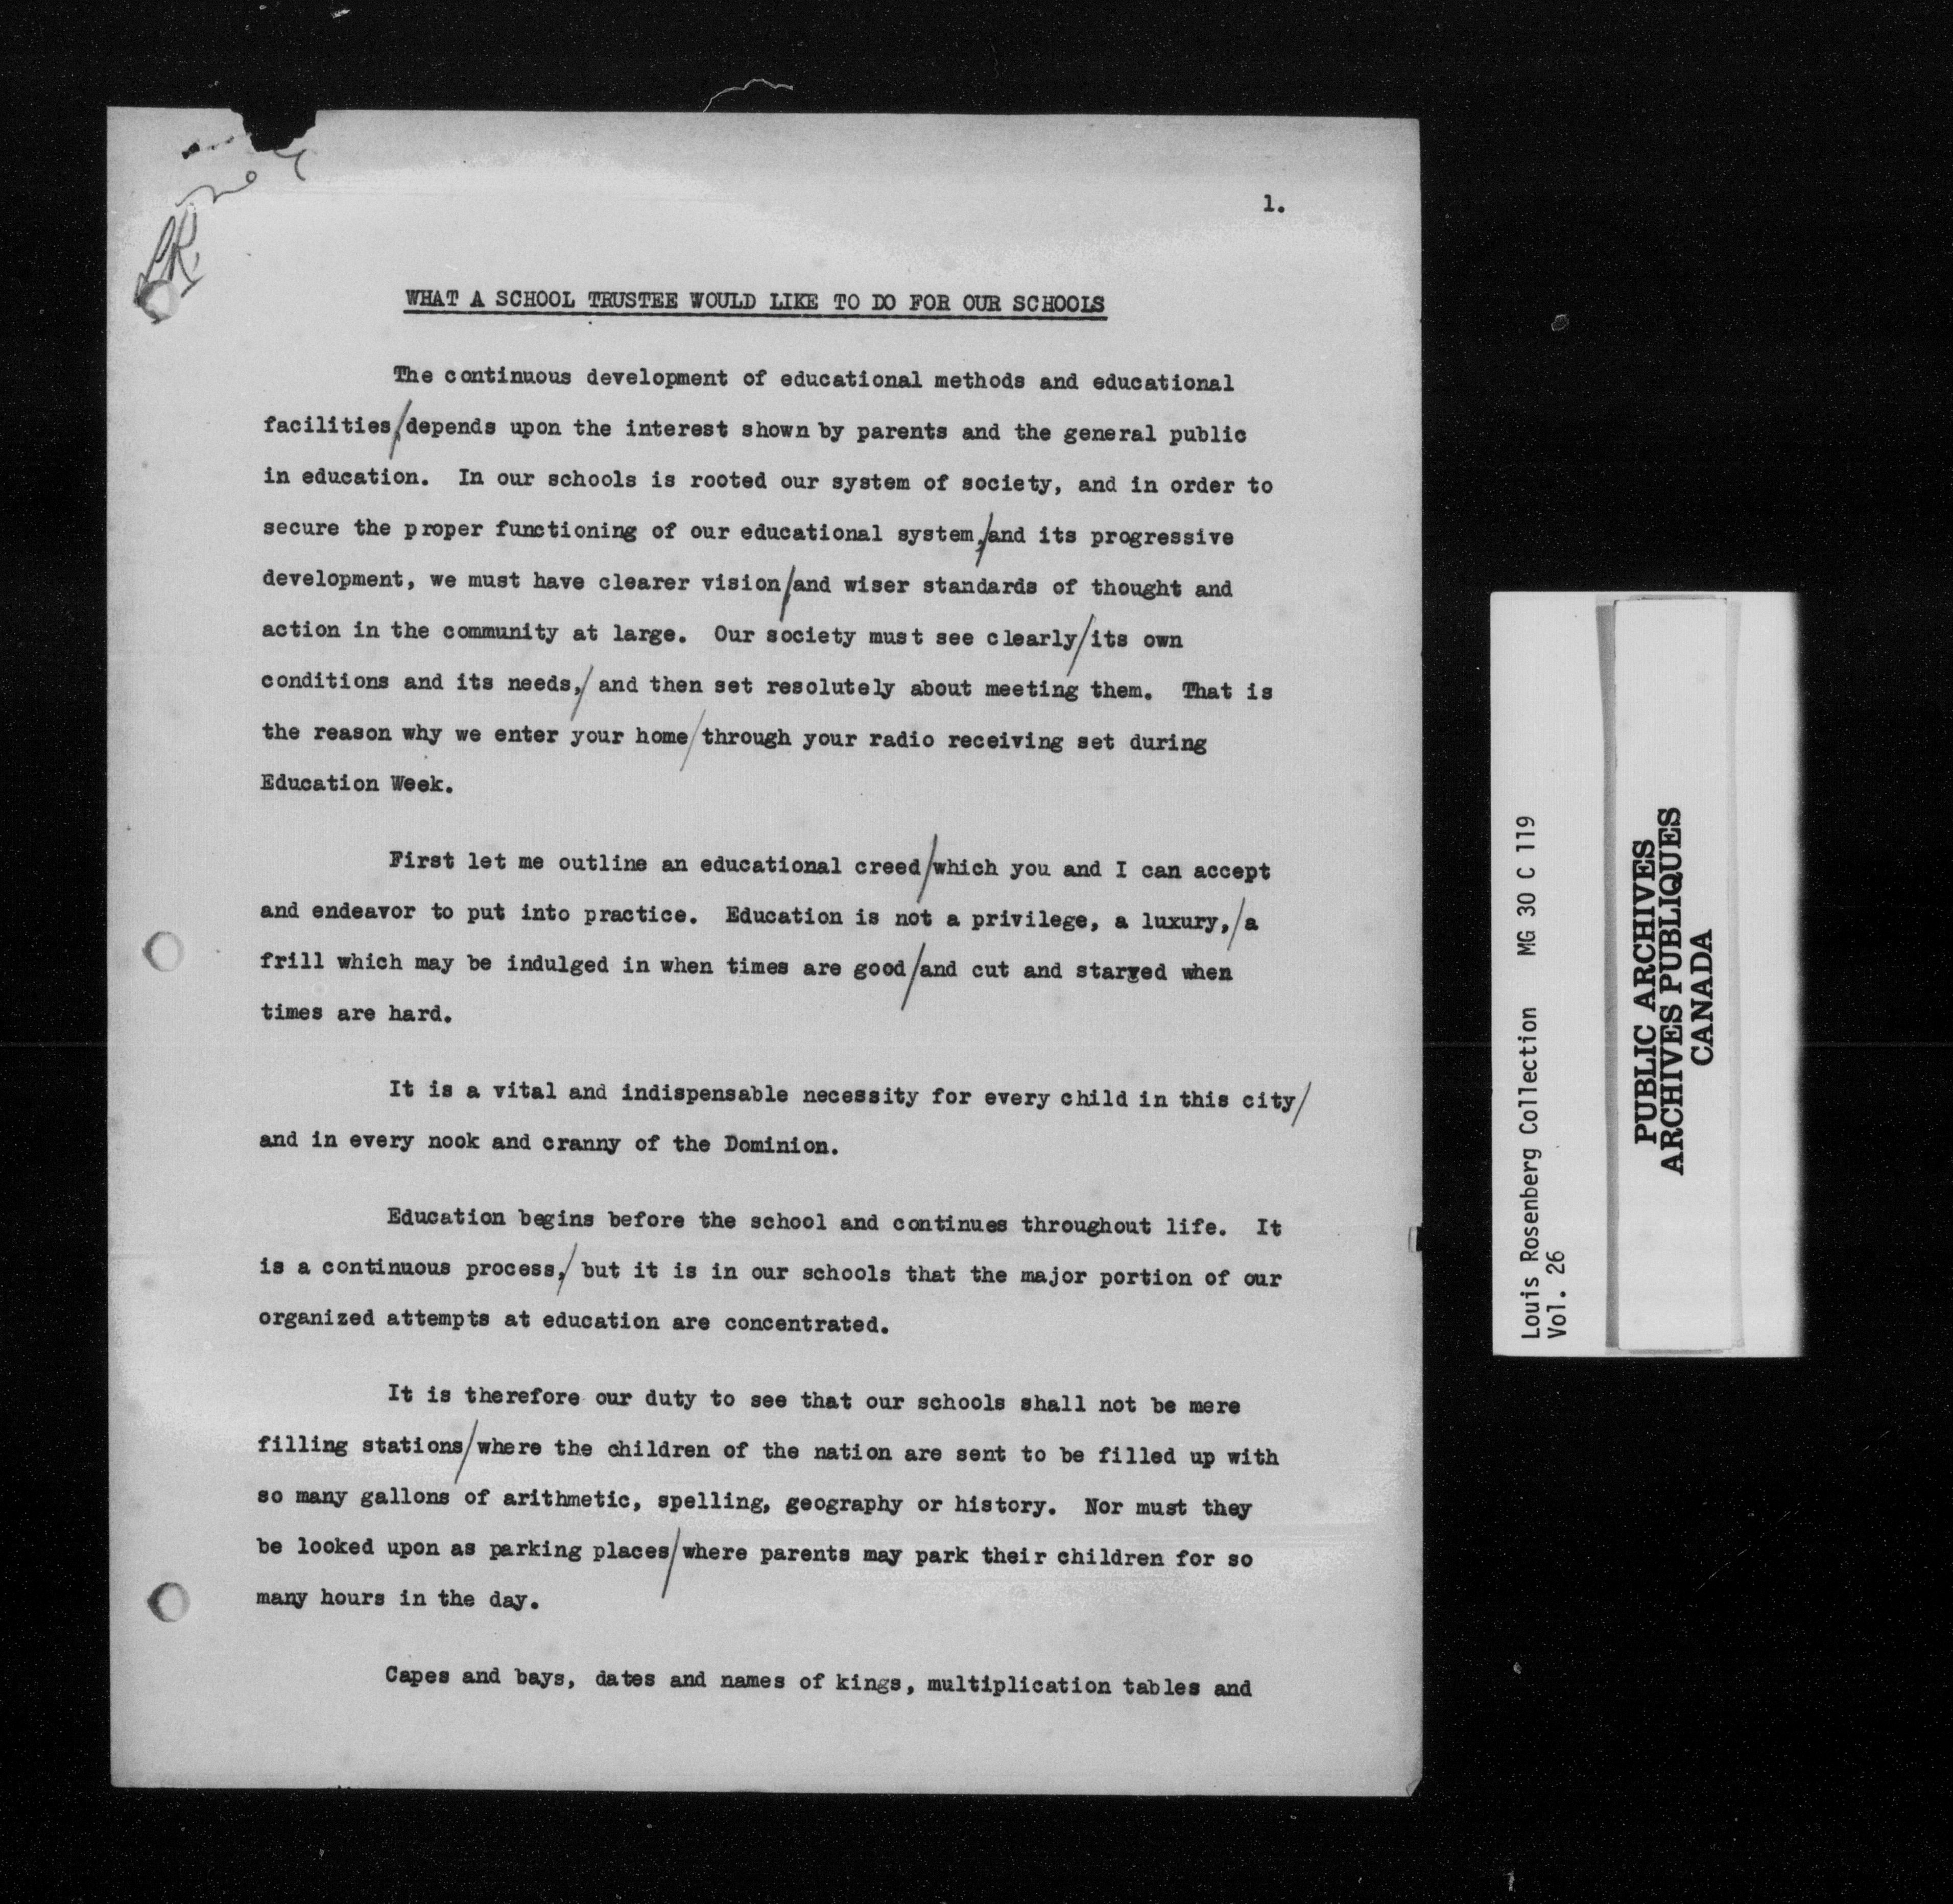 LR.
1.
WHAT A SCHOOL TRUSTEE WOULD LIKE TO DO FOR OUR SCHOOLS
The continuous development of educational methods and educational
facilities,/depends upon the interest shown by parents and the general public
in education. In our schools is rooted our system of society, and in order to
secure the proper functioning of our educational system,/and its progressive
development, we must have clearer vision/and wiser standards of thought and
action in the community at large. Our society must see clearly/its own
conditions and its needs,/ and then set resolutely about meeting them. That is
the reason why we enter your home/through your radio receiving set during
Education Week.
First let me outline an educational creed/which you and I can accept
and endeavor to put into practice. Education is not a privilege, a luxury,/a
frill which may be indulged in when times are good/and cut and starved when
times are hard.
It is a vital and indispensable necessity for every child in this city/
and in every nook and cranny of the Dominion.
Education begins before the school and continues throughout life. It
is a continuous process,/ but it is in our schools that the major portion of our
organized attempts at education are concentrated.
It is therefore our duty to see that our schools shall not be mere
filling stations/where the children of the nation are sent to be filled up with
so many gallons of arithmetic, spelling, geography or history. Nor must they
be looked upon as parking places/where parents may park their children for so
many hours in the day.
Capes and bays, dates and names of kings, multiplication tables and
Louis Rosenberg Collection MG 30 C 119
Vol. 26
PUBLIC ARCHIVES
ARCHIVES PUBLIQUES
CANADA